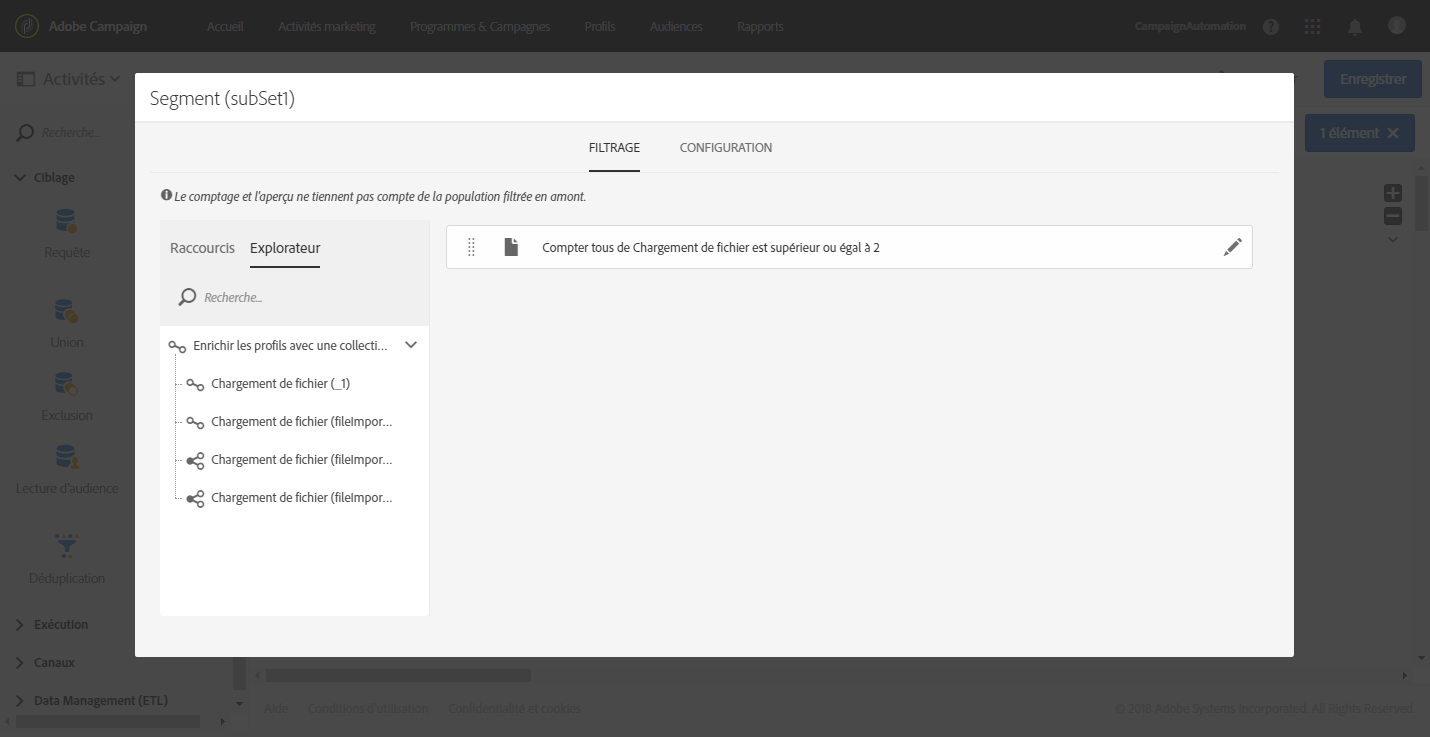 Adobe Campaign Accueil Activités marketing Programmes & Campagnes Profils Audiences Rapports CampaignAutomation
Activités Enregistrer
Segment (subSet1)
Recherche... 1 élément
FILTRAGE CONFIGURATION
Ciblage
Le comptage et l'aperçu ne tiennent pas compte de la population filtrée en amont.
Requête
Raccourcis Explorateur
Compter tous de Chargement de fichier est supérieur ou égal à 2
Recherche...
Union
Enrichir les profils avec une collecti...
Chargement de fichier (_1)
Exclusion
Chargement de fichier (fileImpor...
Chargement de fichier (fileImpor...
Lecture d'audience
Chargement de fichier (fileImpor...
Déduplication
Exécution
Canaux
Data Management (ETL)
Aide Conditions d'utilisation Confidentialité et cookies © 2018 Adobe Systems Incorporated. All Rights Reserved.